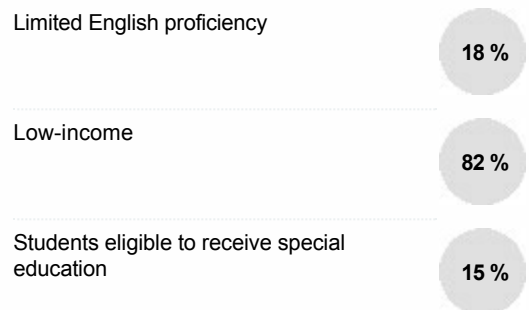 Limited English proficiency
18 %
Low-income
82 %
Students eligible to receive special
education
15 %